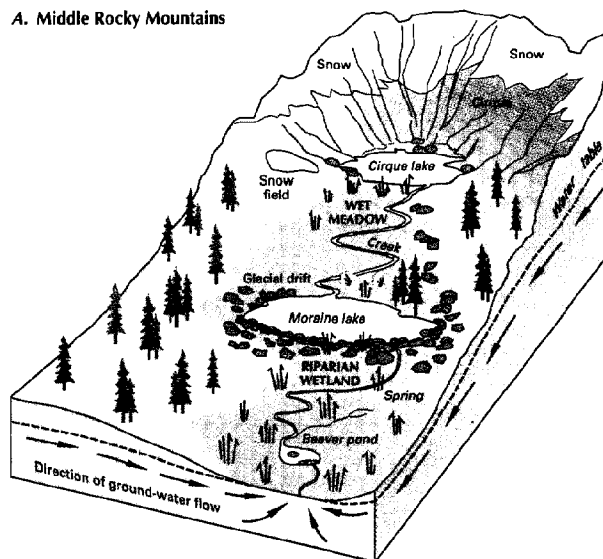 A. Middle Rocky Mountains
Snow
Snow
Cirque
Cirque lake
Snow
field
WET
MEADOW
Creek
Water table
Glacial drift
Moraine lake
RIPARIAN
WETLAND
Spring
Beaver pond
Direction of ground-water flow